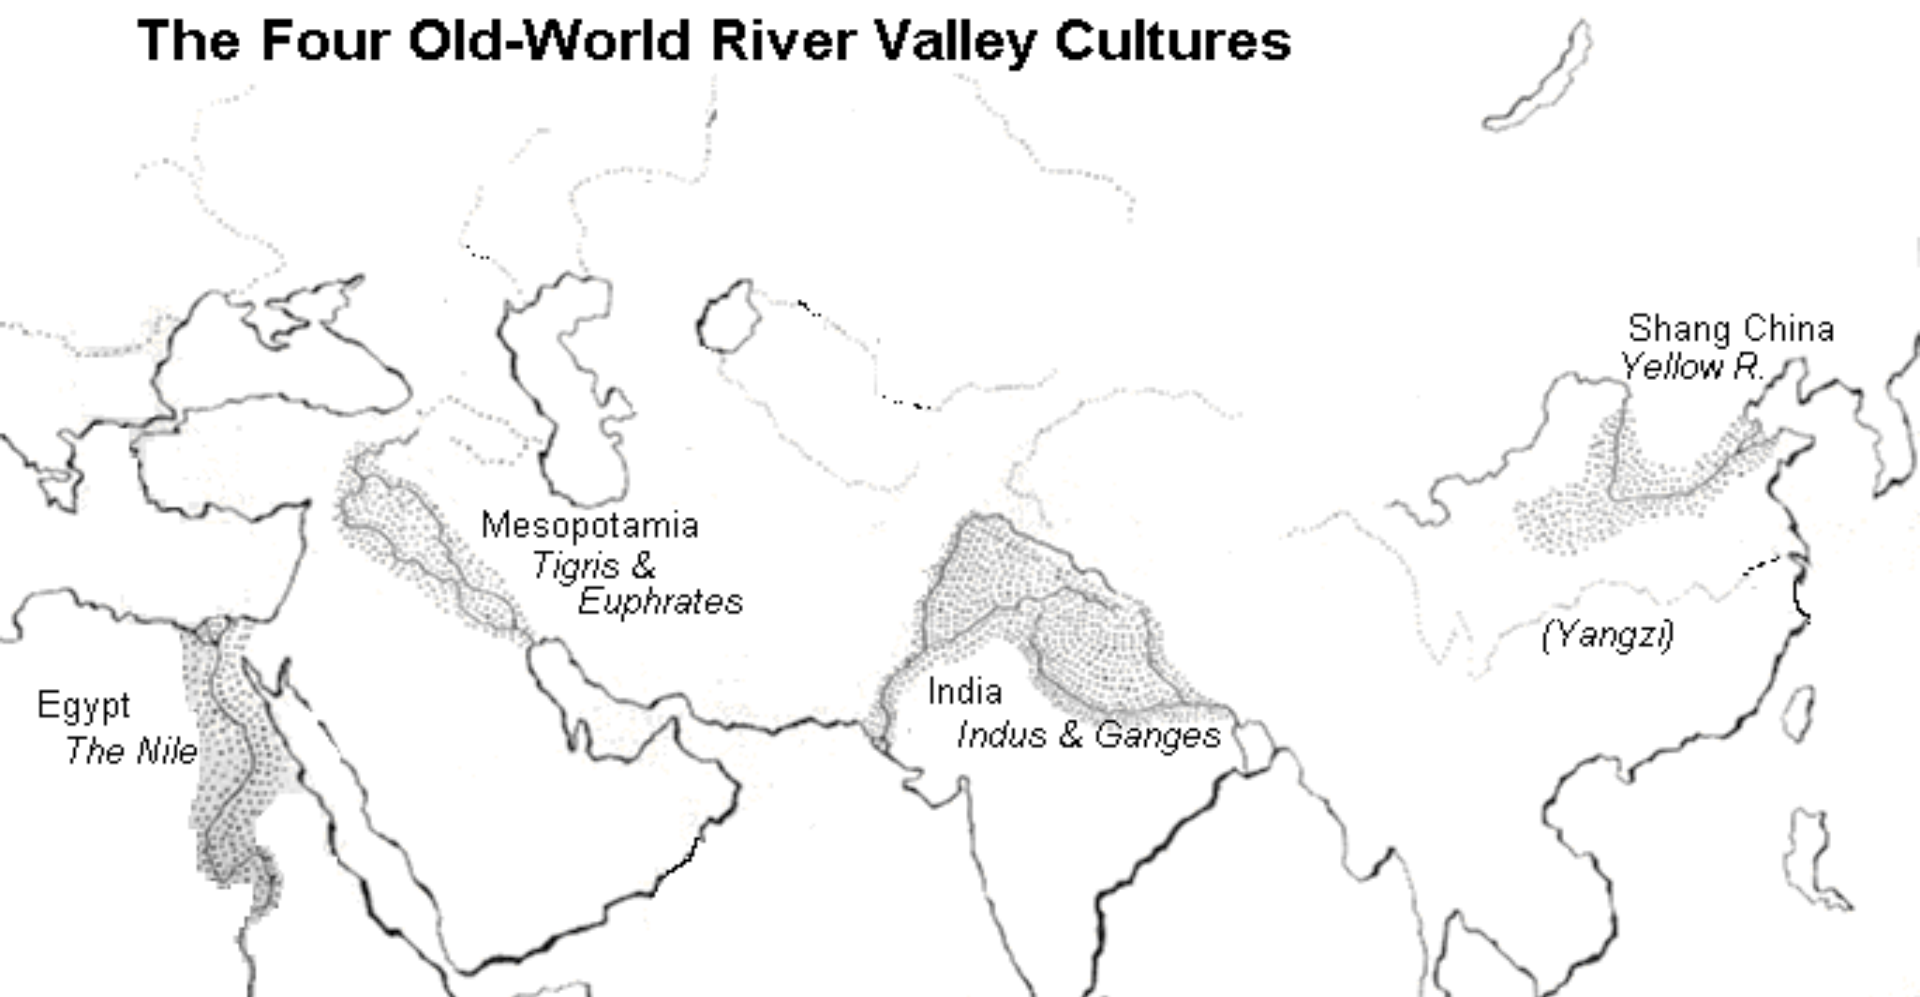 The Four Old-World River Valley Cultures
Shang China
Yellow R.
Mesopotamia
Tigris &
Euphrates
(Yangzi)
Egypt
The Nile
India
Indus & Ganges